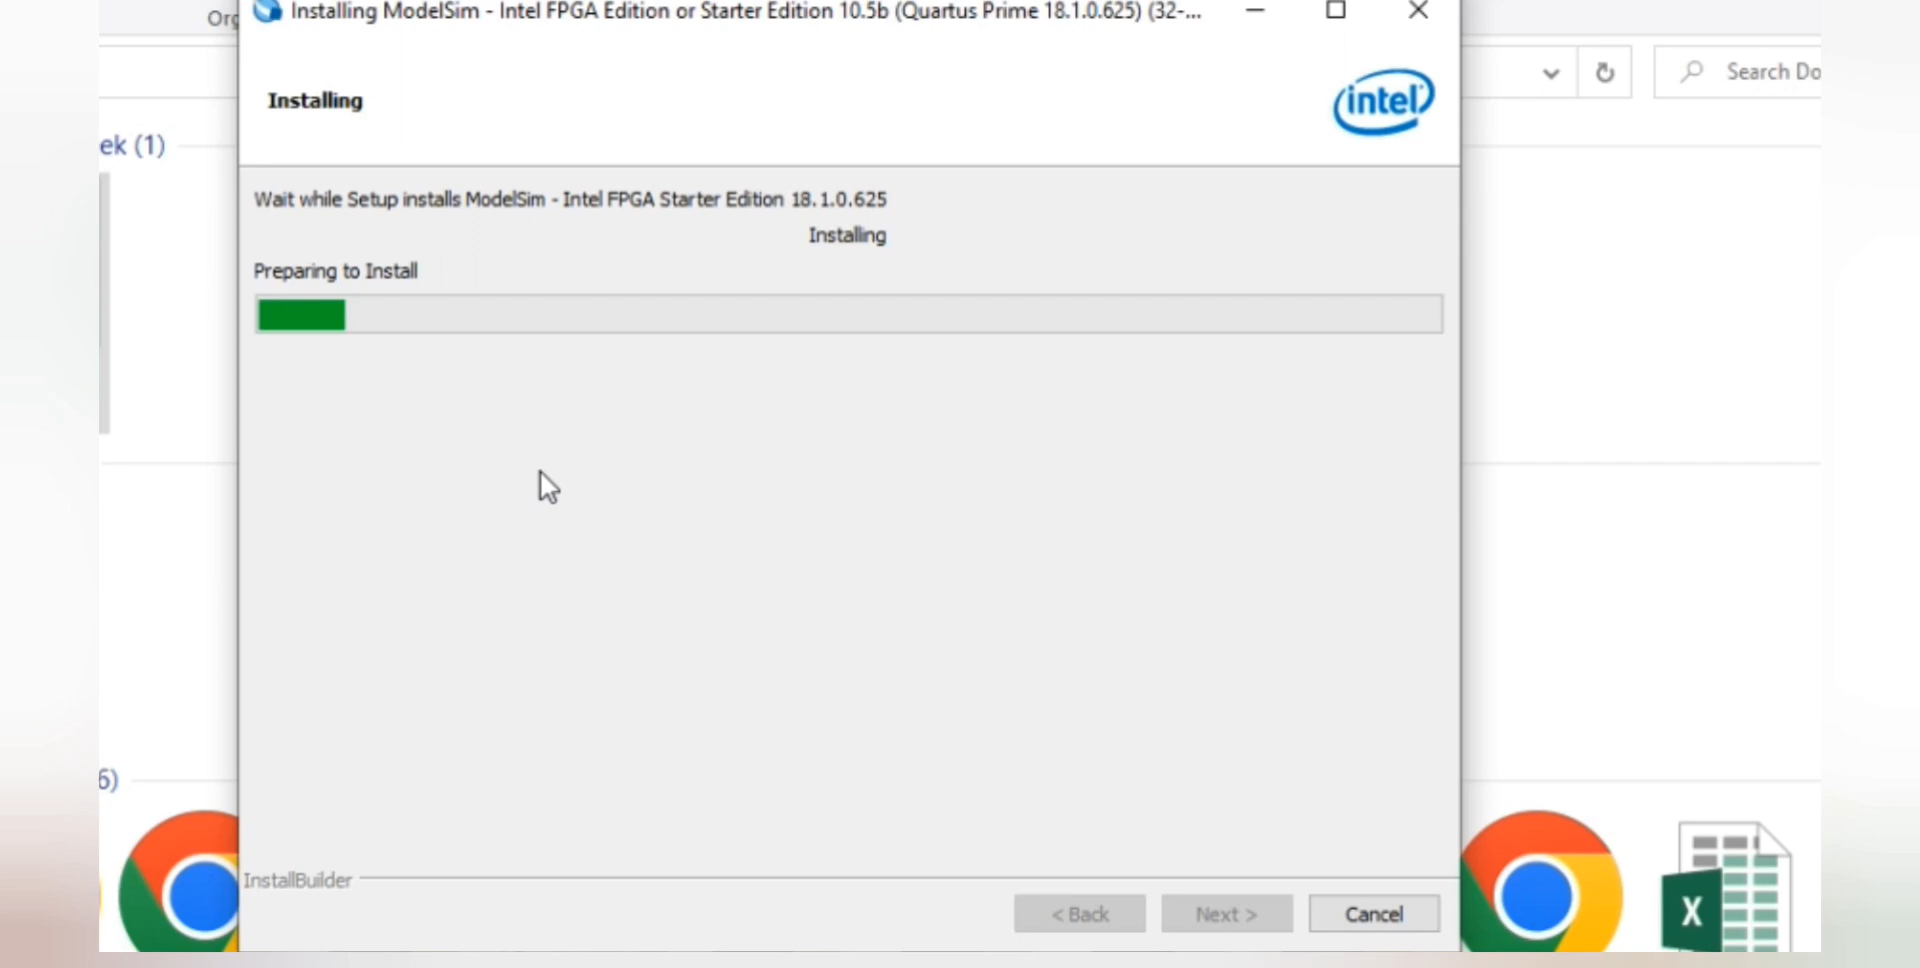 Org
Installing ModelSim - Intel FPGA Edition or Starter Edition 10.5b (Quartus Prime 18.1.0.625) (32-...
Search Do
Installing
intel
ek (1)
Wait while Setup installs ModelSim - Intel FPGA Starter Edition 18.1.0.625
Installing
Preparing to Install
6)
InstallBuilder
< Back
Next >
Cancel
X